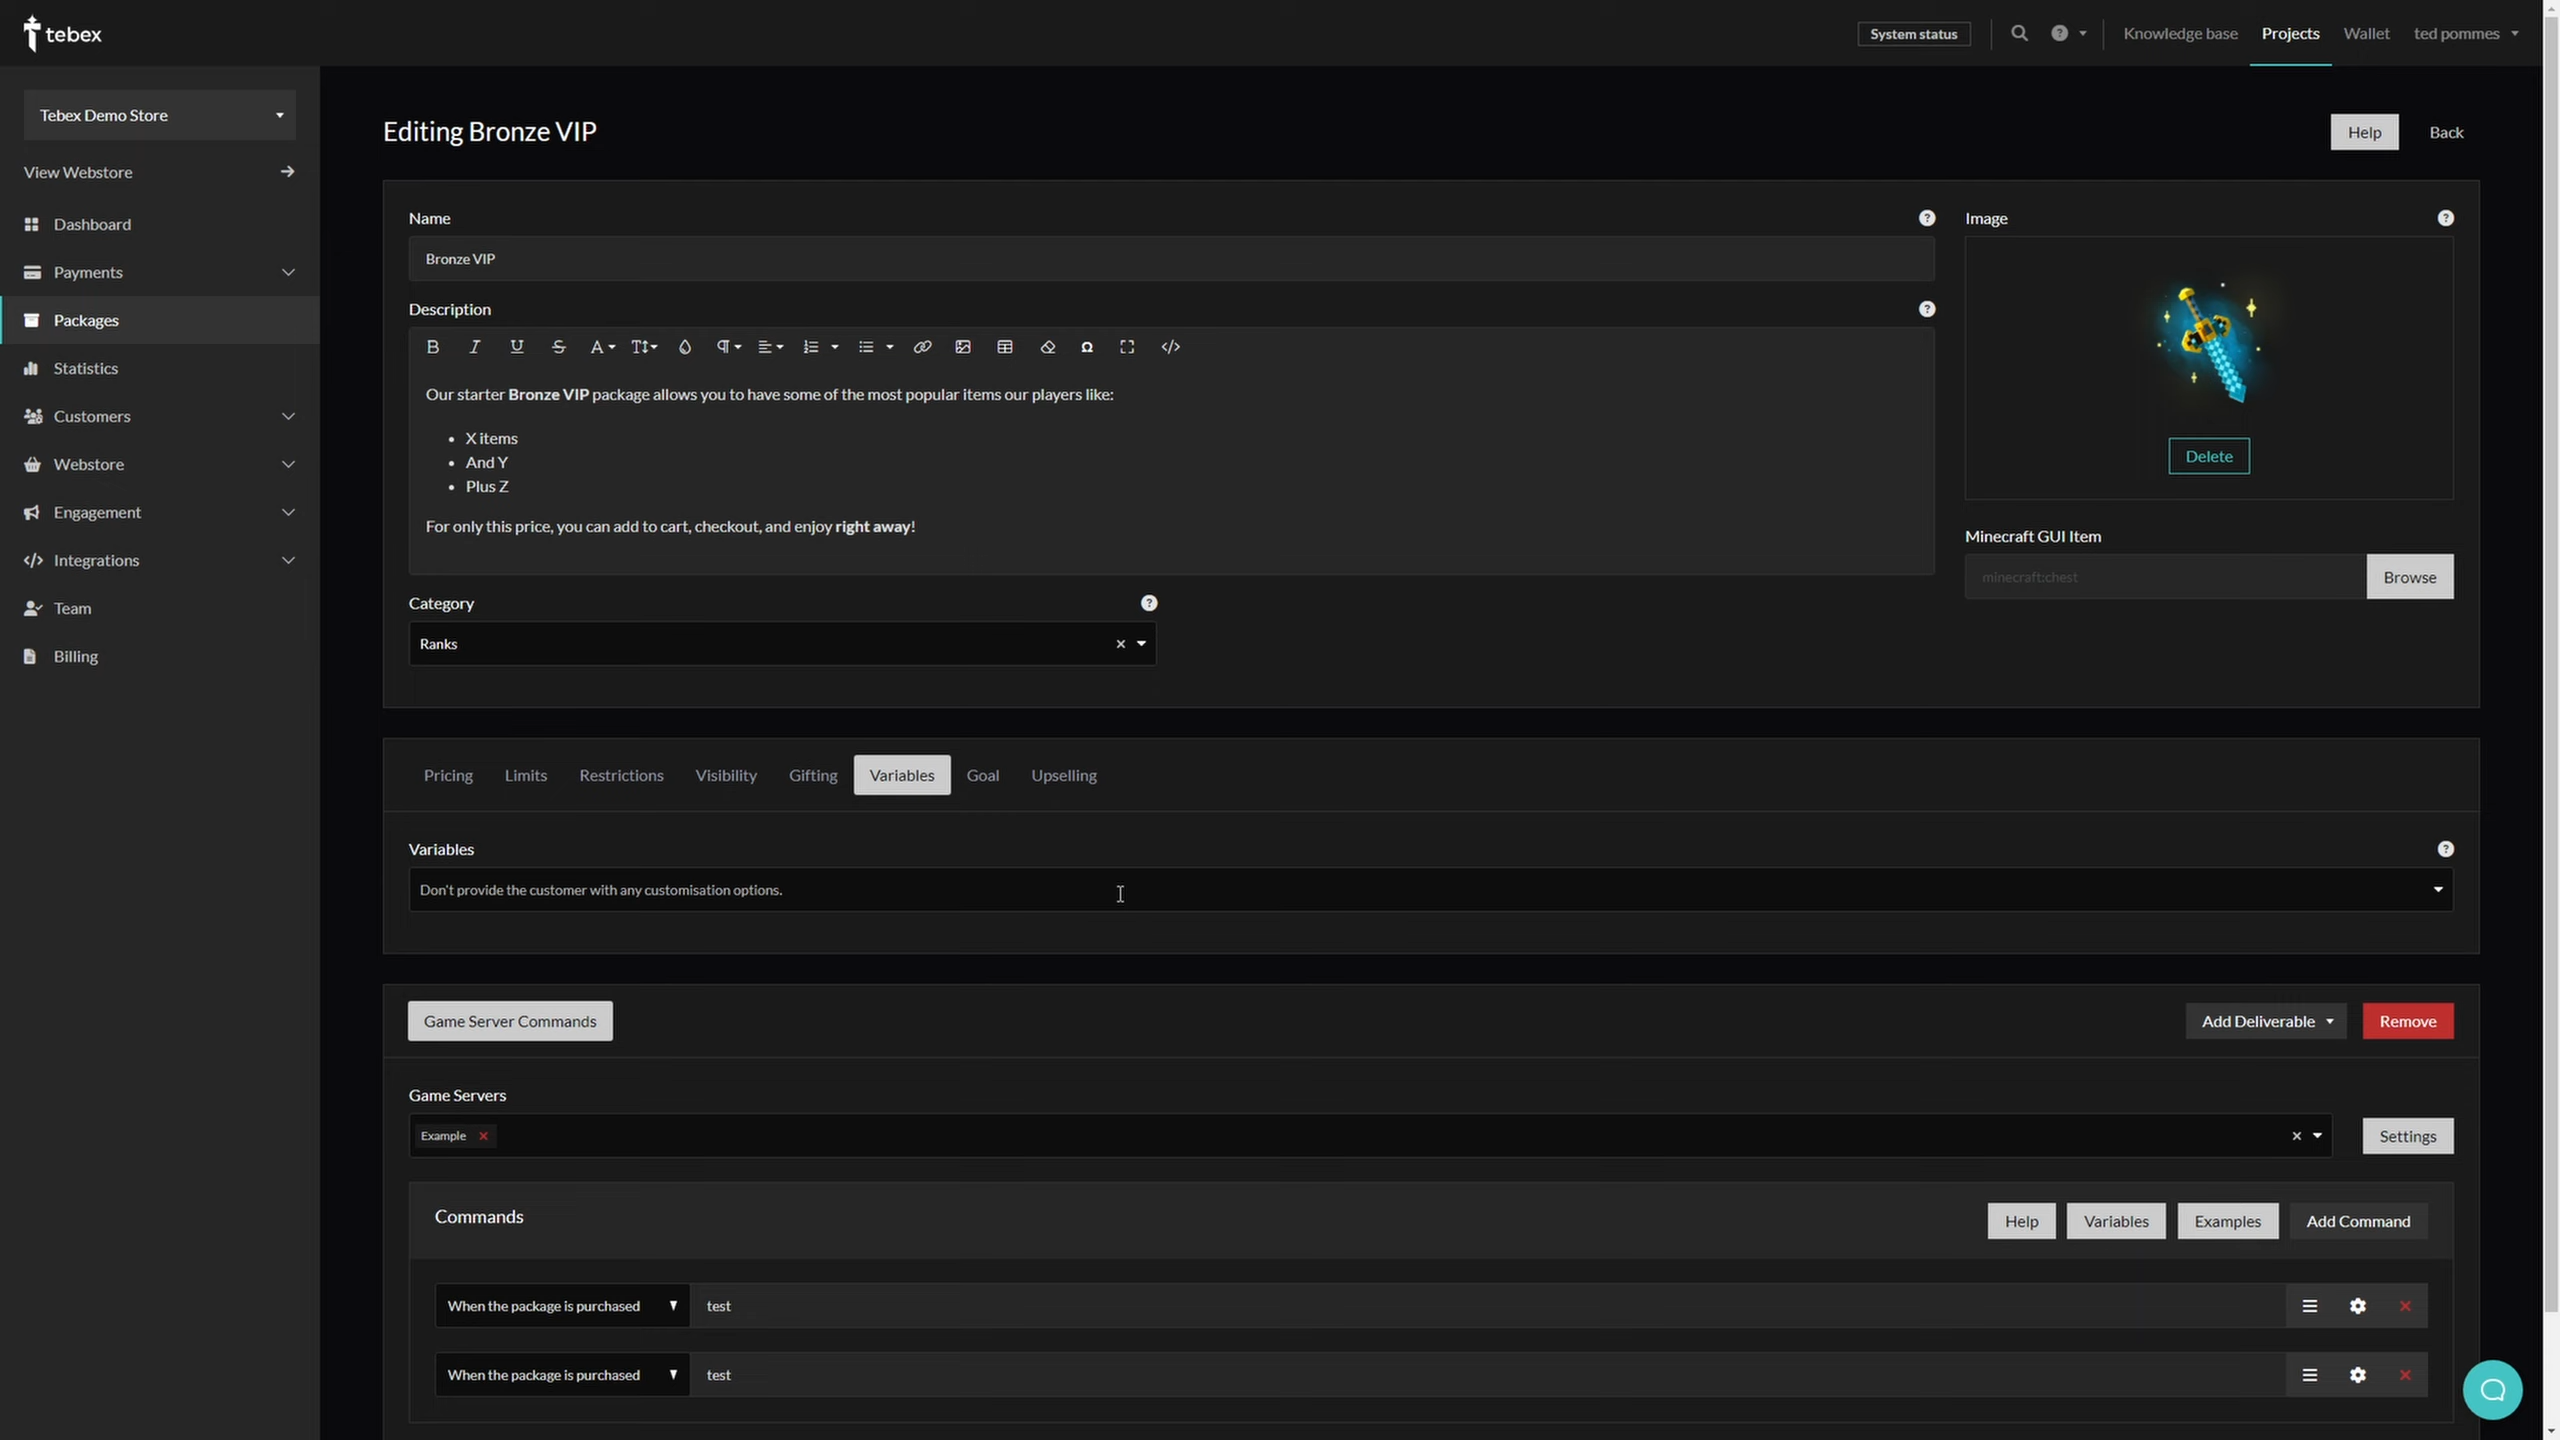 tebex
System status
Knowledge base
Projects
Wallet
ted pommes
Tebex Demo Store
View Webstore
Dashboard
Payments
Packages
Statistics
Customers
Webstore
Engagement
Integrations
Team
Billing
Editing Bronze VIP
Help
Back
Name
Bronze VIP
Description
Our starter Bronze VIP package allows you to have some of the most popular items our players like:
• X items
• And Y
• Plus Z
For only this price, you can add to cart, checkout, and enjoy right away!
Category
Ranks
Image
Delete
Minecraft GUI Item
minecraft:chest
Browse
Pricing
Limits
Restrictions
Visibility
Gifting
Variables
Goal
Upselling
Variables
Don't provide the customer with any customisation options.
Game Server Commands
Add Deliverable
Remove
Game Servers
Example
Settings
Commands
Help
Variables
Examples
Add Command
When the package is purchased
test
When the package is purchased
test